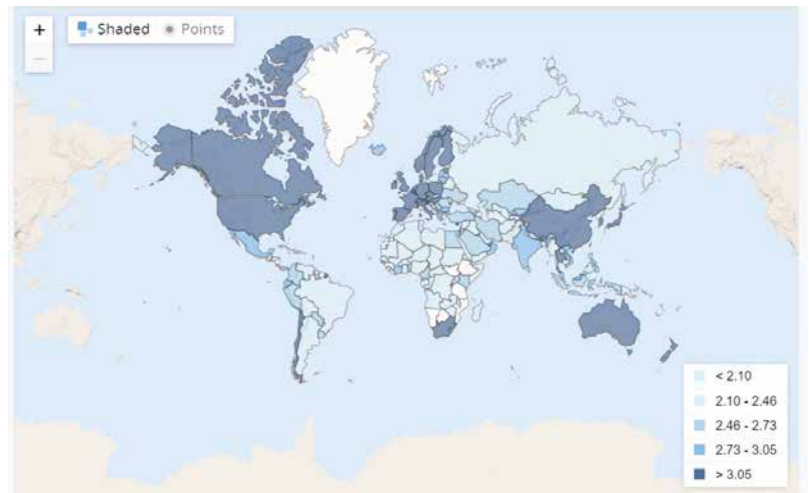 +
Shaded Points
−
< 2.10
2.10 - 2.46
2.46 - 2.73
2.73 - 3.05
> 3.05